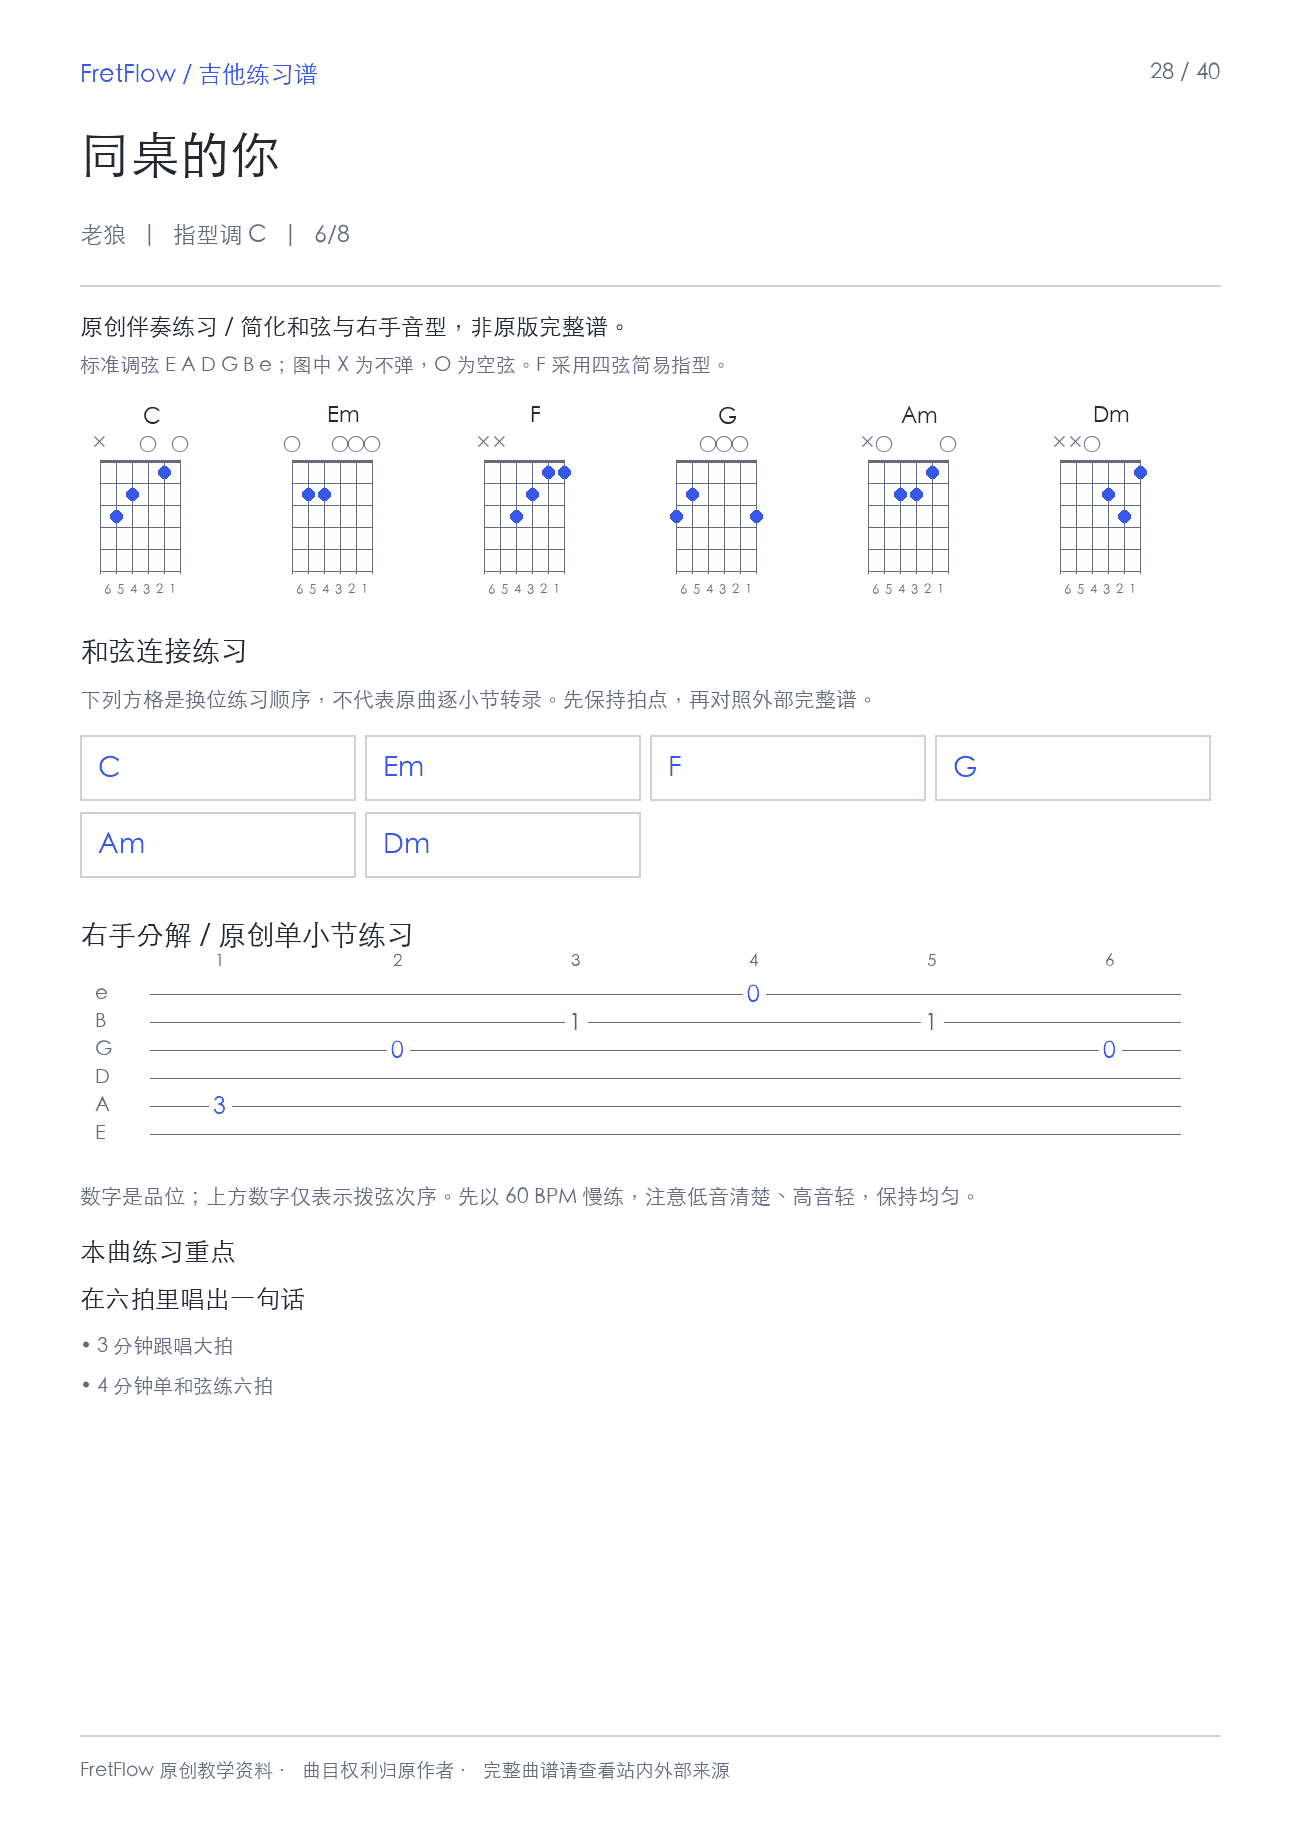 FretFlow / 吉他练习谱
28 / 40
同桌的你
老狼 | 指型调 C | 6/8
原创伴奏练习 / 简化和弦与右手音型，非原版完整谱。
标准调弦 E A D G B e；图中 X 为不弹，O 为空弦。F 采用四弦简易指型。
C Em F G Am Dm
6 5 4 3 2 1 6 5 4 3 2 1 6 5 4 3 2 1 6 5 4 3 2 1 6 5 4 3 2 1 6 5 4 3 2 1
和弦连接练习
下列方格是换位练习顺序，不代表原曲逐小节转录。先保持拍点，再对照外部完整谱。
C Em F G
Am Dm
右手分解 / 原创单小节练习
1 2 3 4 5 6
e 0
B 1 1
G 0 0
D
A 3
E
数字是品位；上方数字仅表示拨弦次序。先以 60 BPM 慢练，注意低音清楚、高音轻，保持均匀。
本曲练习重点
在六拍里唱出一句话
• 3 分钟跟唱大拍
• 4 分钟单和弦练六拍
FretFlow 原创教学资料 · 曲目权利归原作者 · 完整曲谱请查看站内外部来源